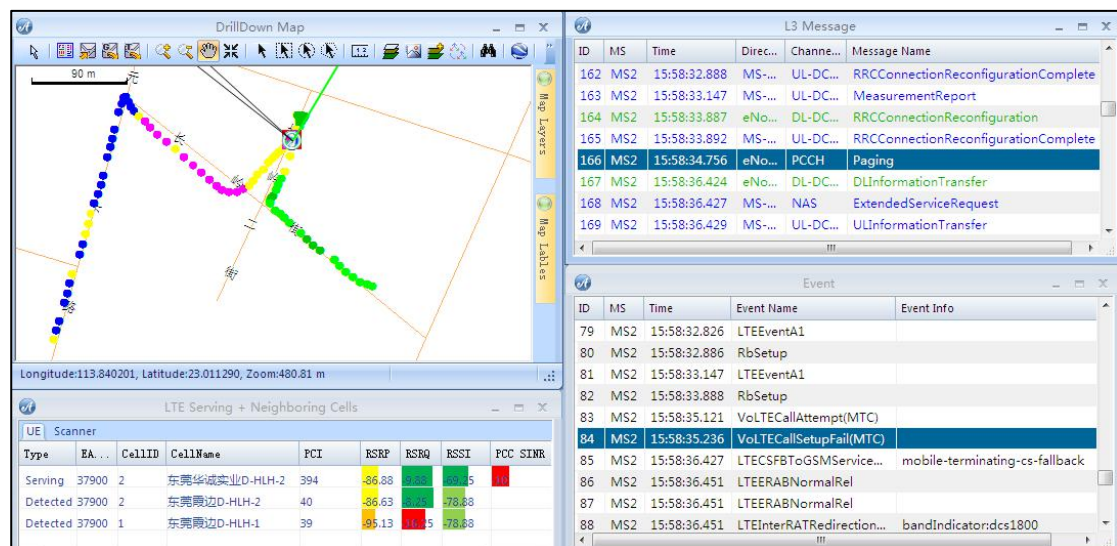 DrillDown Map
90 m
元
二
街
路
Map Layers
Map Lables
Longitude:113.840201, Latitude:23.011290, Zoom:480.81 m
LTE Serving + Neighboring Cells
UE Scanner
Type EA... CellID CellName PCI RSRP RSRQ RSSI PCC SINR
Serving 37900 2 东莞华诚实业D-HLH-2 394 -86.88 -9.88 -69.25 -10
Detected 37900 2 东莞霞边D-HLH-2 40 -86.63 -8.25 -78.88
Detected 37900 1 东莞霞边D-HLH-1 39 -95.13 -16.25 -78.88
L3 Message
ID MS Time Direc... Channe... Message Name
162 MS2 15:58:32.888 MS-... UL-DC... RRCConnectionReconfigurationComplete
163 MS2 15:58:33.147 MS-... UL-DC... MeasurementReport
164 MS2 15:58:33.887 eNo... DL-DC... RRCConnectionReconfiguration
165 MS2 15:58:33.892 MS-... UL-DC... RRCConnectionReconfigurationComplete
166 MS2 15:58:34.756 eNo... PCCH Paging
167 MS2 15:58:36.424 eNo... DL-DC... DLInformationTransfer
168 MS2 15:58:36.427 MS-... NAS ExtendedServiceRequest
169 MS2 15:58:36.429 MS-... UL-DC... ULInformationTransfer
Event
ID MS Time Event Name Event Info
79 MS2 15:58:32.826 LTEEventA1
80 MS2 15:58:32.886 RbSetup
81 MS2 15:58:33.147 LTEEventA1
82 MS2 15:58:33.888 RbSetup
83 MS2 15:58:35.121 VoLTECallAttempt(MTC)
84 MS2 15:58:35.236 VoLTECallSetupFail(MTC)
85 MS2 15:58:36.427 LTECSFBToGSMService... mobile-terminating-cs-fallback
86 MS2 15:58:36.451 LTEERABNormalRel
87 MS2 15:58:36.451 LTEERABNormalRel
88 MS2 15:58:36.451 LTEInterRATRedirection... bandIndicator:dcs1800